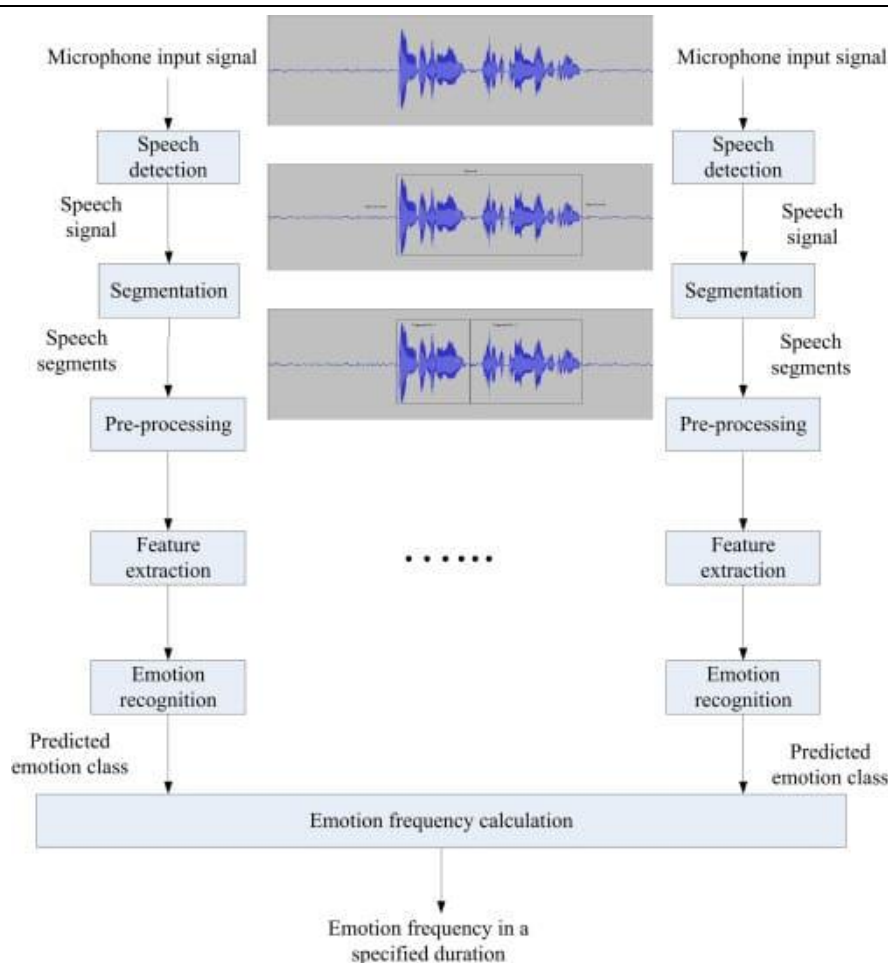 Microphone input signal
Speech
detection
Speech
signal
Segmentation
Speech
segments
Pre-processing
Feature
extraction
Emotion
recognition
Predicted
emotion class
Microphone input signal
Speech
detection
Speech
signal
Segmentation
Speech
segments
Pre-processing
Feature
extraction
Emotion
recognition
Predicted
emotion class
Emotion frequency calculation
Emotion frequency in a
specified duration